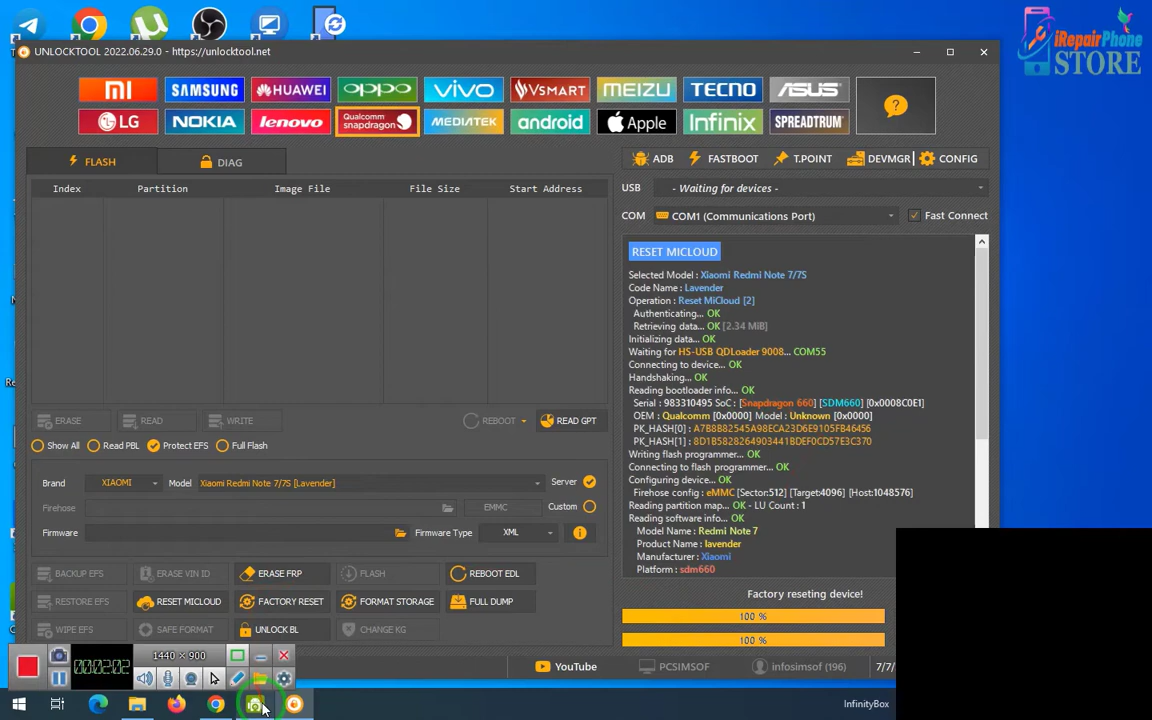 UNLOCKTOOL 2022.06.29.0 - https://unlocktool.net
iRepairPhone
STORE
mi SAMSUNG HUAWEI oppo vivo VSMART MEIZU TECNO ASUS
LG NOKIA lenovo Qualcomm snapdragon MEDIATEK android Apple Infinix SPREADTRUM ?
FLASH DIAG
ADB FASTBOOT T.POINT DEVMGR CONFIG
Index Partition Image File File Size Start Address
USB - Waiting for devices -
COM COM1 (Communications Port) Fast Connect
RESET MICLOUD
Selected Model : Xiaomi Redmi Note 7/7S
Code Name : Lavender
Operation : Reset MiCloud [2]
Authenticating... OK
Retrieving data... OK [2.34 MiB]
Initializing data... OK
Waiting for HS-USB QDLoader 9008... COM55
Connecting to device... OK
Handshaking... OK
Reading bootloader info... OK
Serial : 983310495 SoC : [Snapdragon 660] [SDM660] [0x0008C0E1]
OEM : Qualcomm [0x0000] Model : Unknown [0x0000]
PK_HASH[0] : A7B8B82545A98ECA23D6E9105FB46456
PK_HASH[1] : 8D1B5828264903441BDEF0CD57E3C370
Writing flash programmer... OK
Connecting to flash programmer... OK
Configuring device... OK
Firehose config : eMMC [Sector:512] [Target:4096] [Host:1048576]
Reading partition map... OK - LU Count : 1
Reading software info... OK
Model Name : Redmi Note 7
Product Name : lavender
Manufacturer : Xiaomi
Platform : sdm660
ERASE READ WRITE REBOOT READ GPT
Show All Read PBL Protect EFS Full Flash
Brand XIAOMI Model Xiaomi Redmi Note 7/7S [Lavender] Server
Firehose EMMC Custom
Firmware Firmware Type XML
BACKUP EFS ERASE VIN ID ERASE FRP FLASH REBOOT EDL
RESTORE EFS RESET MICLOUD FACTORY RESET FORMAT STORAGE FULL DUMP
WIPE EFS SAFE FORMAT UNLOCK BL CHANGE KG
Factory reseting device!
100 %
100 %
00:02:02 1440 × 900
YouTube PCSIMSOF infosimsof (196) 7/7/
InfinityBox